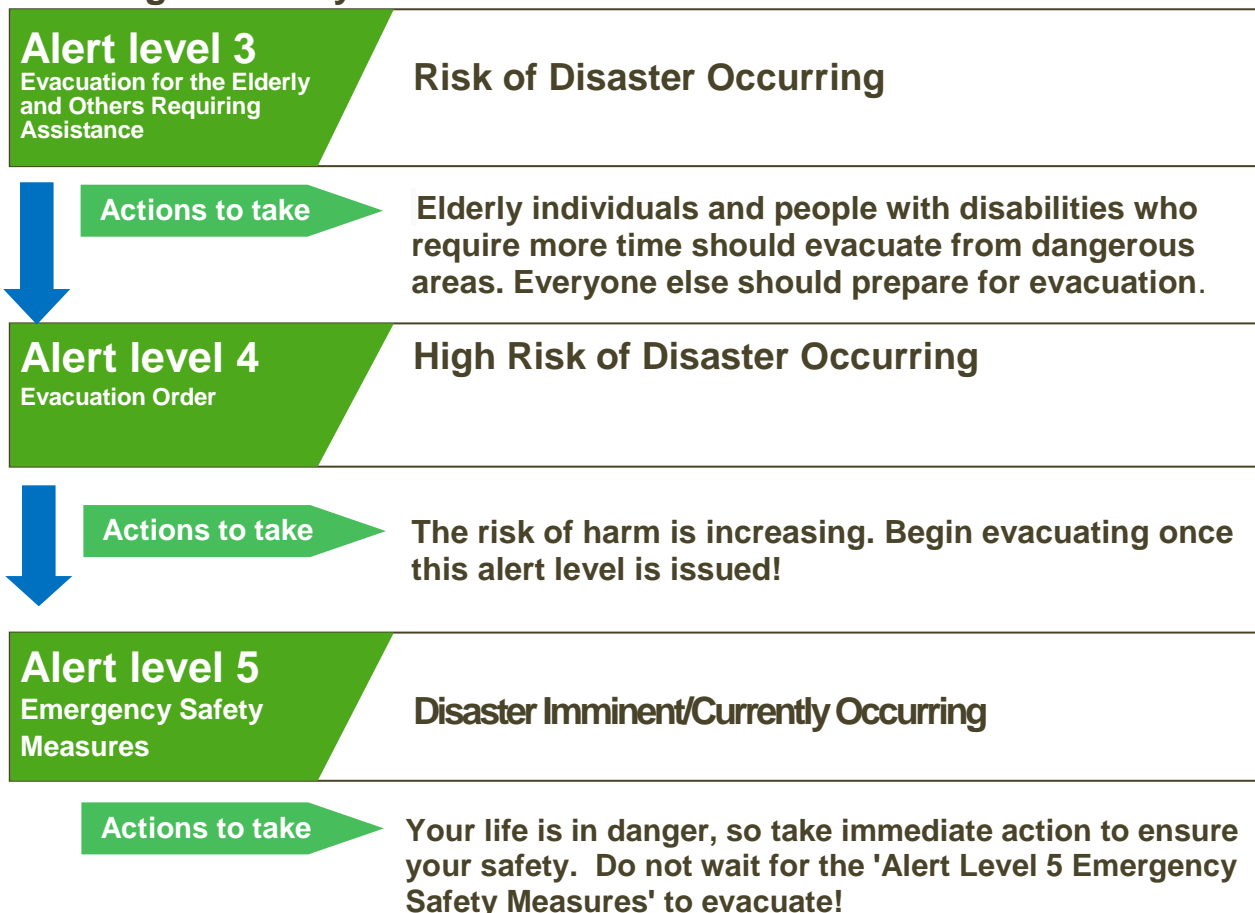 Alert level 3
Evacuation for the Elderly
and Others Requiring
Assistance
Risk of Disaster Occurring
Actions to take
Elderly individuals and people with disabilities who
require more time should evacuate from dangerous
areas. Everyone else should prepare for evacuation.
Alert level 4
Evacuation Order
High Risk of Disaster Occurring
Actions to take
The risk of harm is increasing. Begin evacuating once
this alert level is issued!
Alert level 5
Emergency Safety
Measures
Disaster Imminent/Currently Occurring
Actions to take
Your life is in danger, so take immediate action to ensure
your safety.  Do not wait for the 'Alert Level 5 Emergency
Safety Measures' to evacuate!